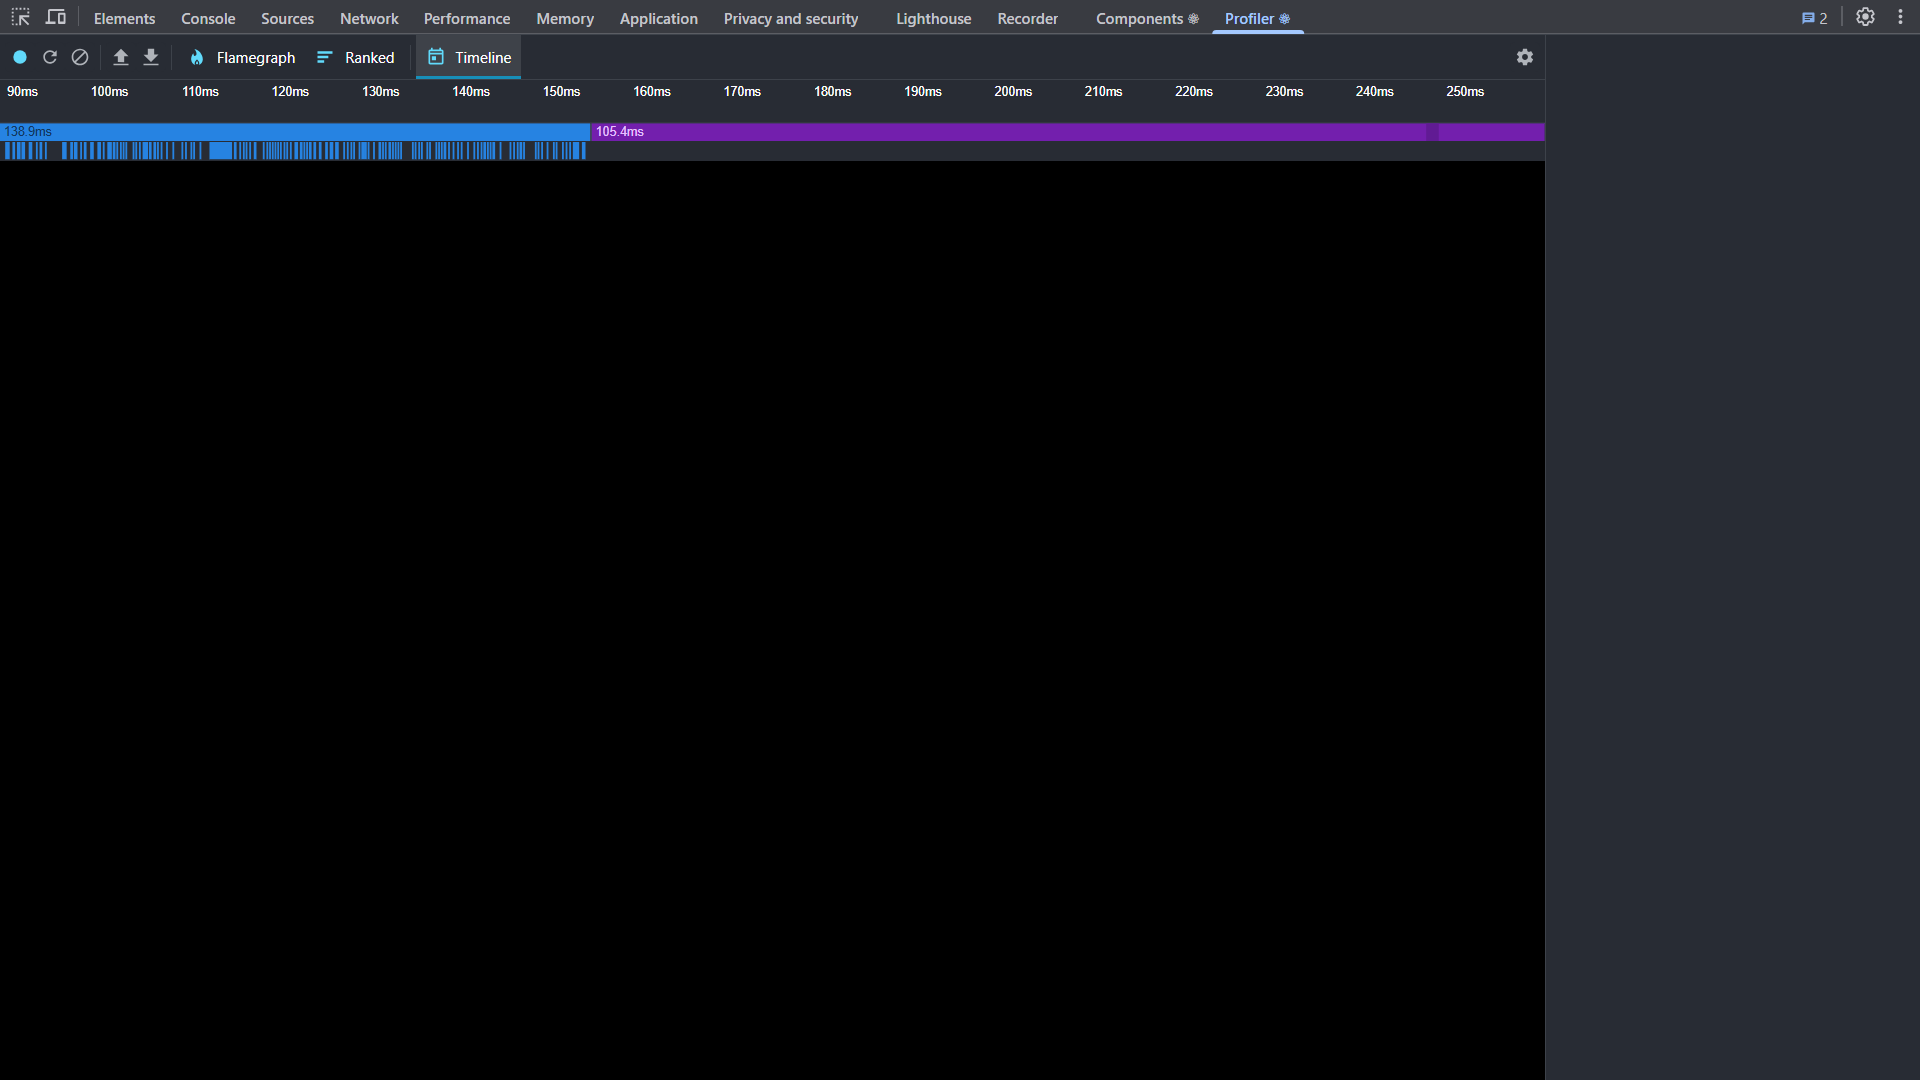 Elements Console Sources Network Performance Memory Application Privacy and security Lighthouse Recorder Components Profiler 2
Flamegraph Ranked Timeline
90ms 100ms 110ms 120ms 130ms 140ms 150ms 160ms 170ms 180ms 190ms 200ms 210ms 220ms 230ms 240ms 250ms
138.9ms 105.4ms